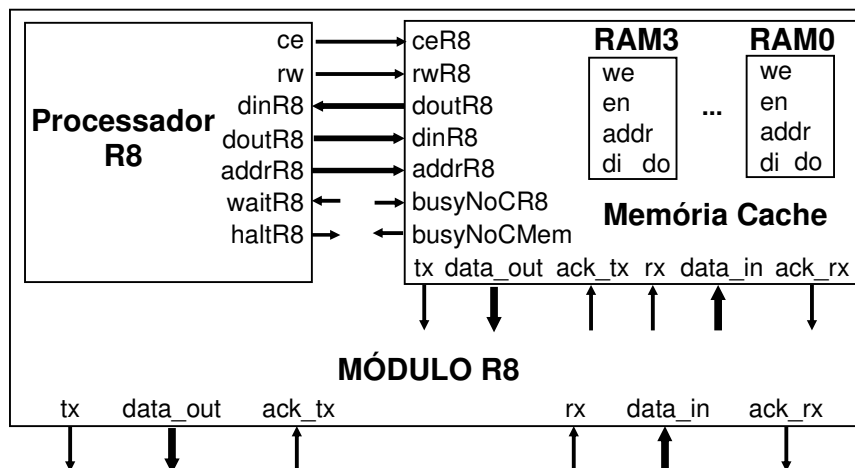 ce
rw
dinR8
doutR8
addrR8
waitR8
haltR8
Processador
R8
ceR8
rwR8
doutR8
dinR8
addrR8
busyNoCR8
busyNoCMem
RAM3
we
en
addr
di do
...
RAM0
we
en
addr
di do
Memória Cache
tx data_out ack_tx rx data_in ack_rx
MÓDULO R8
tx data_out ack_tx rx data_in ack_rx